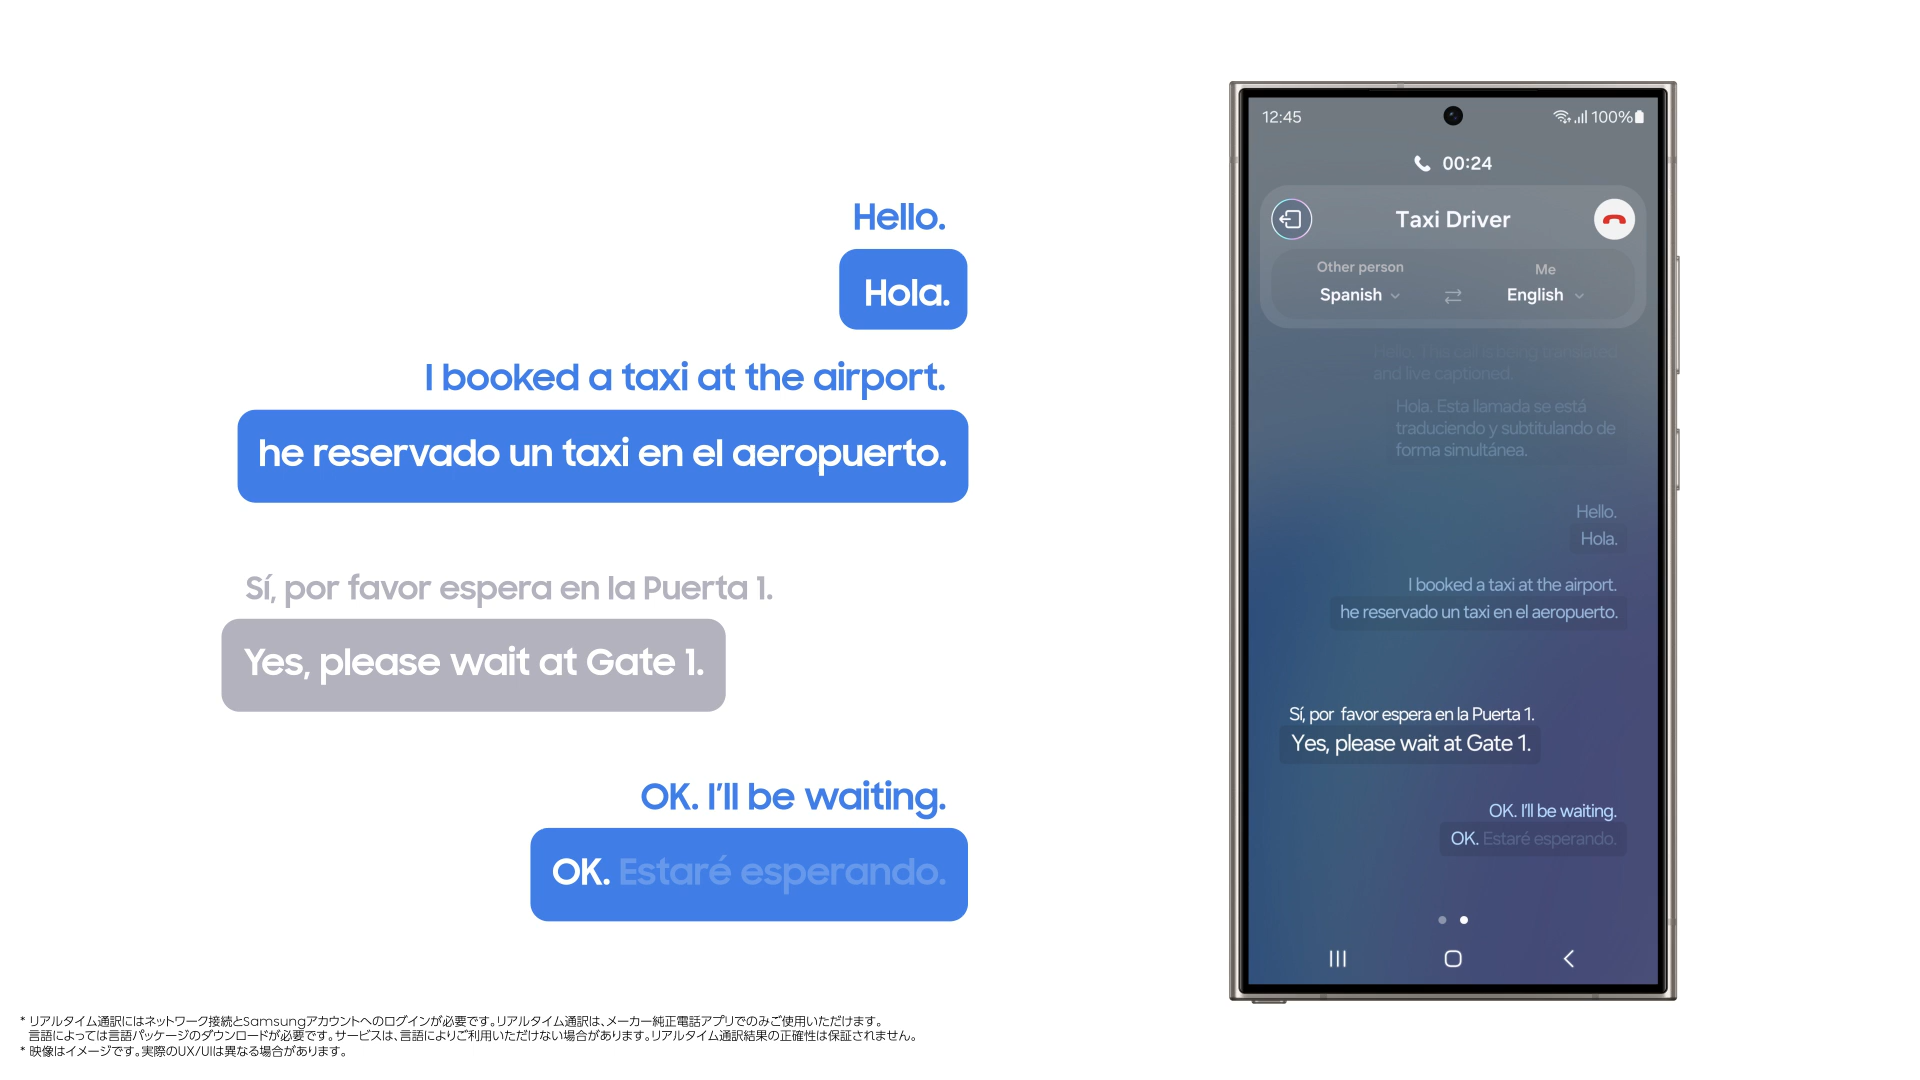 Hello.
Hola.
I booked a taxi at the airport.
he reservado un taxi en el aeropuerto.
Sí, por favor espera en la Puerta 1.
Yes, please wait at Gate 1.
OK. I'll be waiting.
OK. Estaré esperando.
12:45
100%
00:24
Taxi Driver
Other person
Me
Spanish
English
Hello. This call is being translated
and live captioned.
Hola. Esta llamada se está
traduciendo y subtitulando de
forma simultánea.
Hello.
Hola.
I booked a taxi at the airport.
he reservado un taxi en el aeropuerto.
Sí, por favor espera en la Puerta 1.
Yes, please wait at Gate 1.
OK. I'll be waiting.
OK. Estaré esperando.
* リアルタイム通訳にはネットワーク接続とSamsungアカウントへのログインが必要です。リアルタイム通訳は、メーカー純正電話アプリでのみご使用いただけます。
言語によっては言語パッケージのダウンロードが必要です。サービスは、言語によりご利用いただけない場合があります。リアルタイム通訳結果の正確性は保証されません。
* 映像はイメージです。実際のUX/UIは異なる場合があります。